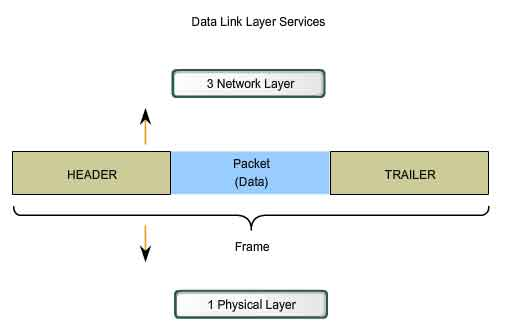 Data Link Layer Services
3 Network Layer
HEADER
Packet
(Data)
TRAILER
Frame
1 Physical Layer